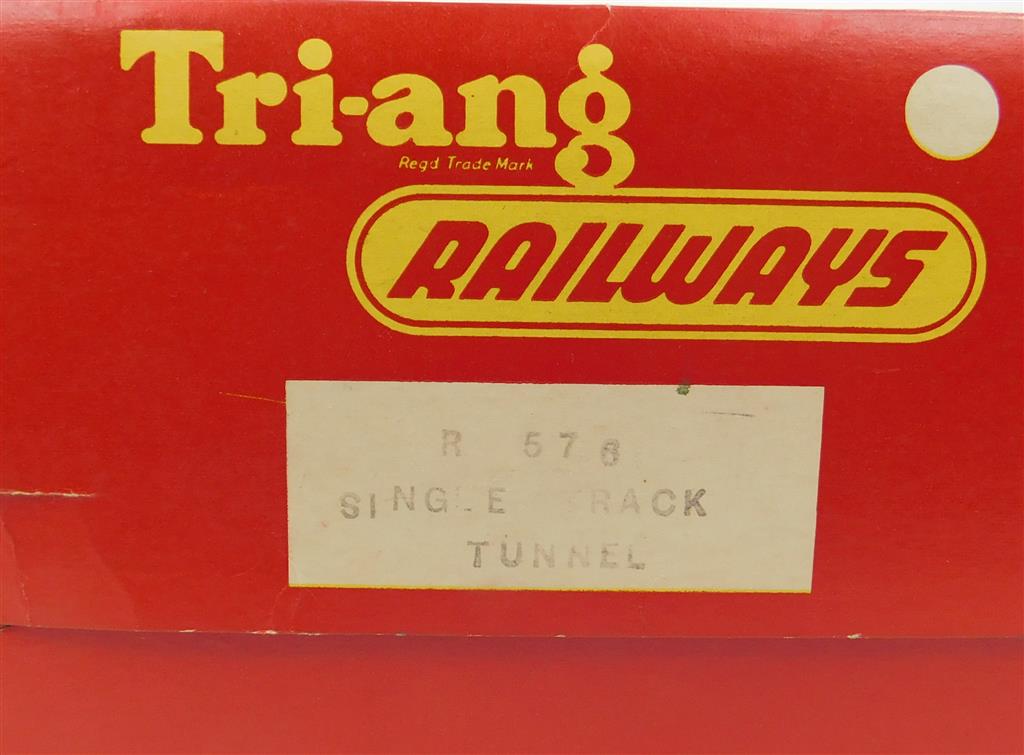 Tri-ang
Regd Trade Mark
RAILWAYS
R 576
SINGLE TRACK
TUNNEL